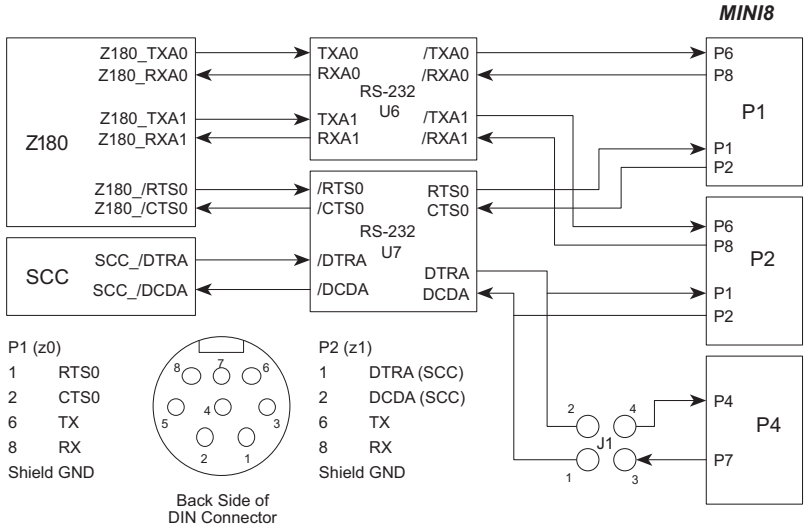 MINI8
Z180
Z180_TXA0
Z180_RXA0
Z180_TXA1
Z180_RXA1
Z180_/RTS0
Z180_/CTS0
TXA0
RXA0
RS-232
U6
TXA1
RXA1
/TXA0
/RXA0
/TXA1
/RXA1
P6
P8
P1
P1
P2
/RTS0
/CTS0
RS-232
U7
/DTRA
/DCDA
RTS0
CTS0
DTRA
DCDA
P6
P8
P2
P1
P2
SCC
SCC_/DTRA
SCC_/DCDA
P1 (z0)
1 RTS0
2 CTS0
6 TX
8 RX
Shield GND
8
7
6
5
4
3
2
1
Back Side of
DIN Connector
P2 (z1)
1 DTRA (SCC)
2 DCDA (SCC)
6 TX
8 RX
Shield GND
2
4
J1
1
3
P4
P4
P7